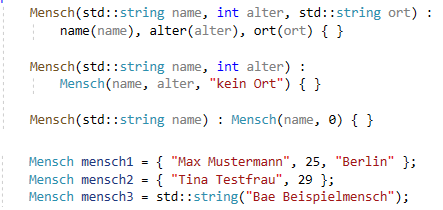 Mensch(std::string name, int alter, std::string ort) :
name(name), alter(alter), ort(ort) { }
Mensch(std::string name, int alter) :
Mensch(name, alter, "kein Ort") { }
Mensch(std::string name) : Mensch(name, 0) { }
Mensch mensch1 = { "Max Mustermann", 25, "Berlin" };
Mensch mensch2 = { "Tina Testfrau", 29 };
Mensch mensch3 = std::string("Bae Beispielmensch");